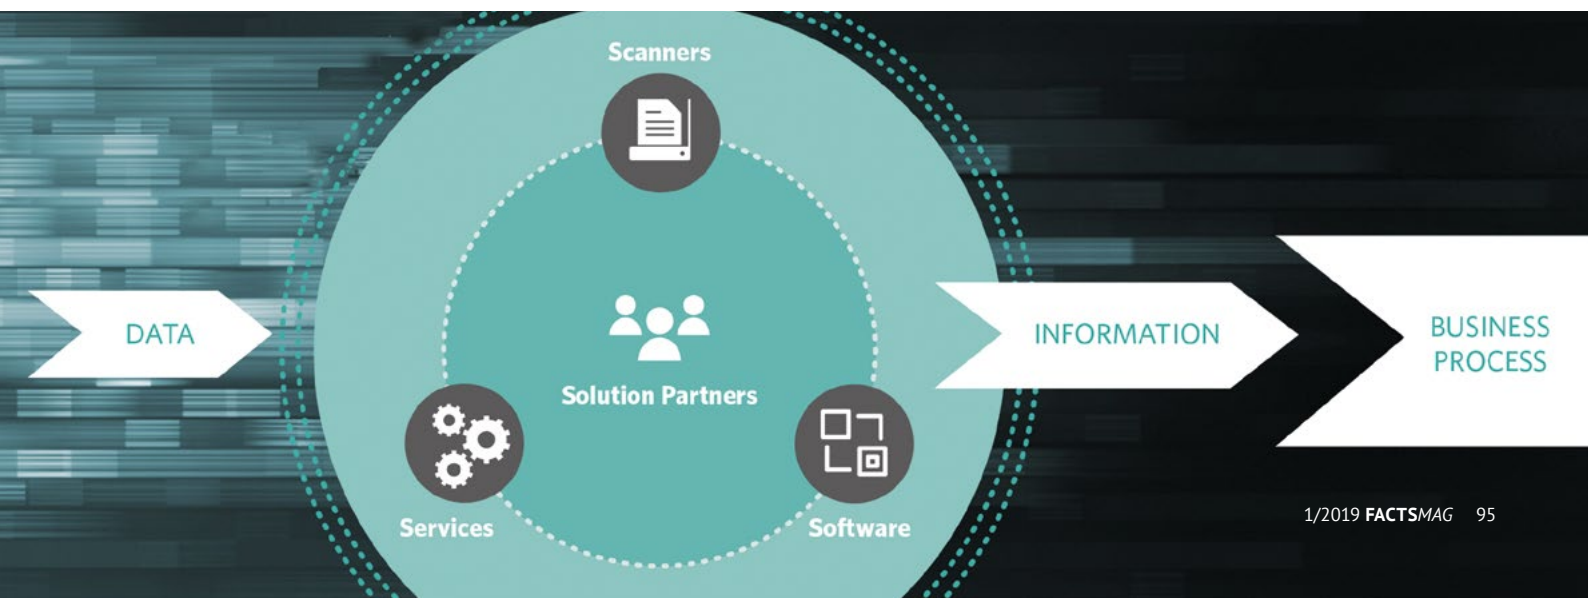 Scanners
DATA
INFORMATION
BUSINESS
PROCESS
Solution Partners
Services
Software
1/2019 FACTSMAG 95